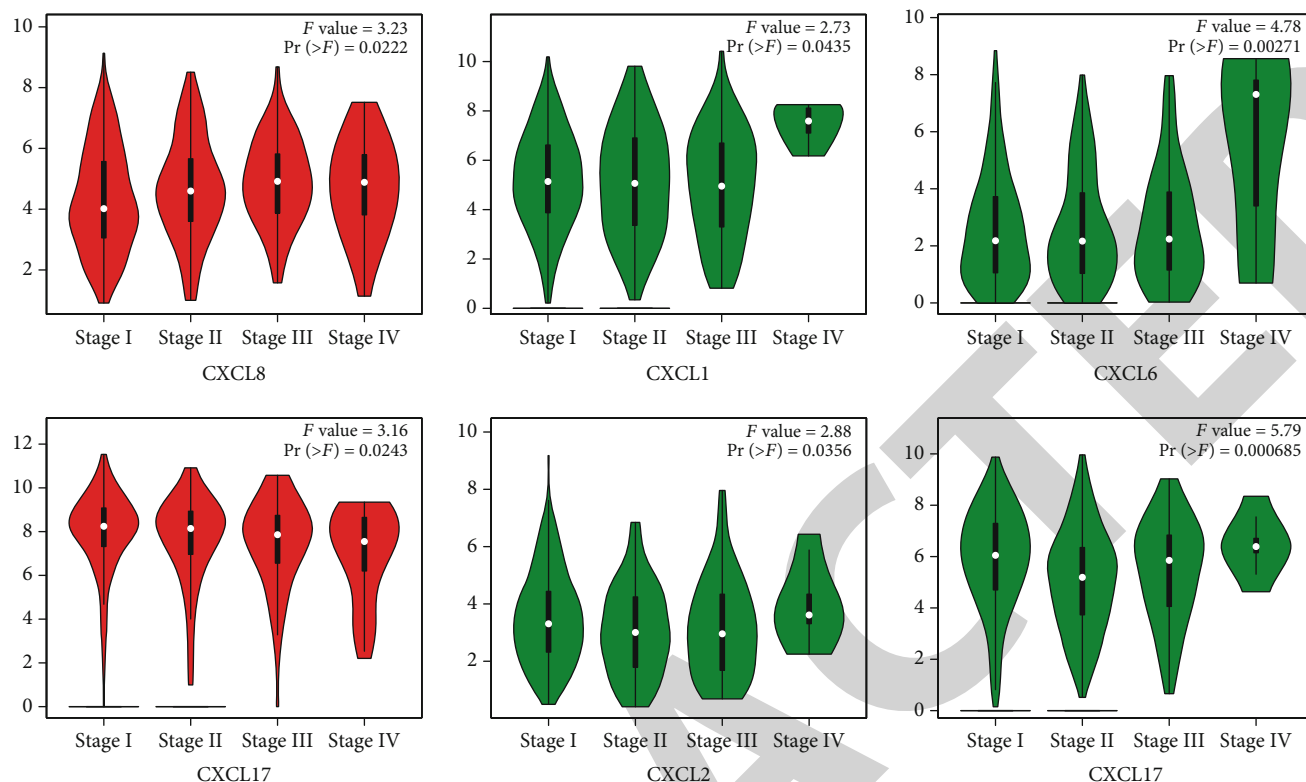 F value = 3.23
Pr (>F) = 0.0222
10
8
6
4
2
Stage I Stage II Stage III Stage IV
CXCL8
F value = 2.73
Pr (>F) = 0.0435
10
8
6
4
2
0
Stage I Stage II Stage III Stage IV
CXCL1
F value = 4.78
Pr (>F) = 0.00271
10
8
6
4
2
0
Stage I Stage II Stage III Stage IV
CXCL6
F value = 3.16
Pr (>F) = 0.0243
12
10
8
6
4
2
0
Stage I Stage II Stage III Stage IV
CXCL17
F value = 2.88
Pr (>F) = 0.0356
10
8
6
4
2
Stage I Stage II Stage III Stage IV
CXCL2
F value = 5.79
Pr (>F) = 0.000685
10
8
6
4
2
0
Stage I Stage II Stage III Stage IV
CXCL17